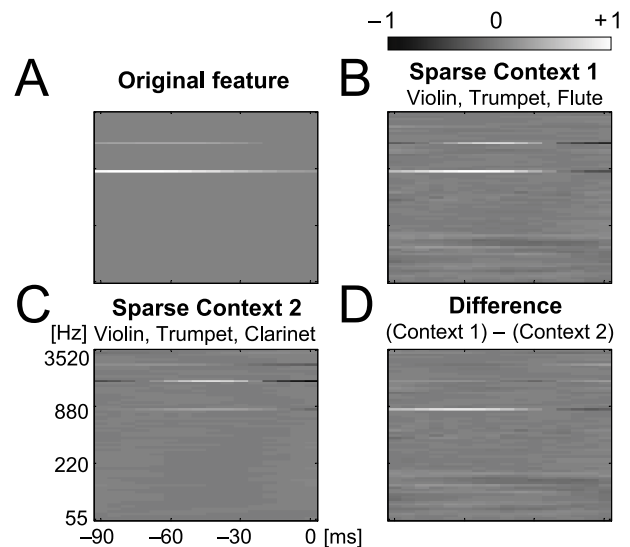 −1 0 +1
A Original feature
B Sparse Context 1
Violin, Trumpet, Flute
C Sparse Context 2
[Hz] Violin, Trumpet, Clarinet
D Difference
(Context 1) − (Context 2)
3520
880
220
55
−90 −60 −30 0 [ms]